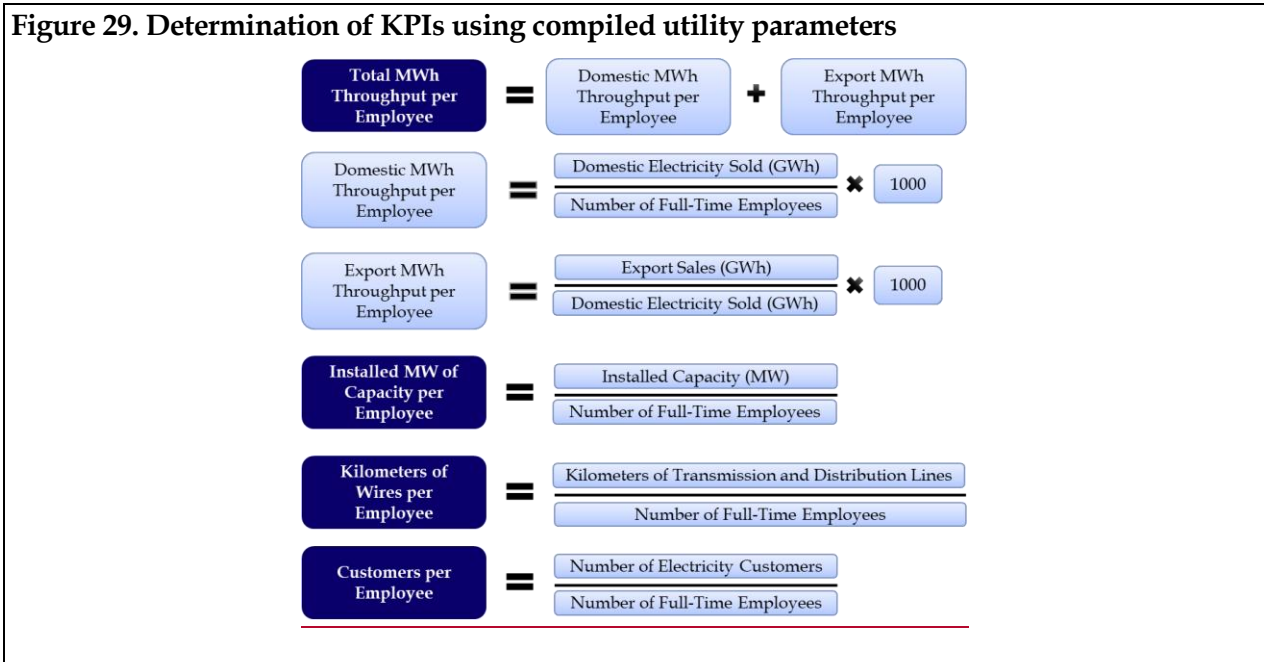 Figure 29. Determination of KPIs using compiled utility parameters
Total MWh
Throughput per
Employee
=
Domestic MWh
Throughput per
Employee
+
Export MWh
Throughput per
Employee
Domestic MWh
Throughput per
Employee
=
Domestic Electricity Sold (GWh)
Number of Full-Time Employees
✖
1000
Export MWh
Throughput per
Employee
=
Export Sales (GWh)
Domestic Electricity Sold (GWh)
✖
1000
Installed MW of
Capacity per
Employee
=
Installed Capacity (MW)
Number of Full-Time Employees
Kilometers of
Wires per
Employee
=
Kilometers of Transmission and Distribution Lines
Number of Full-Time Employees
Customers per
Employee
=
Number of Electricity Customers
Number of Full-Time Employees